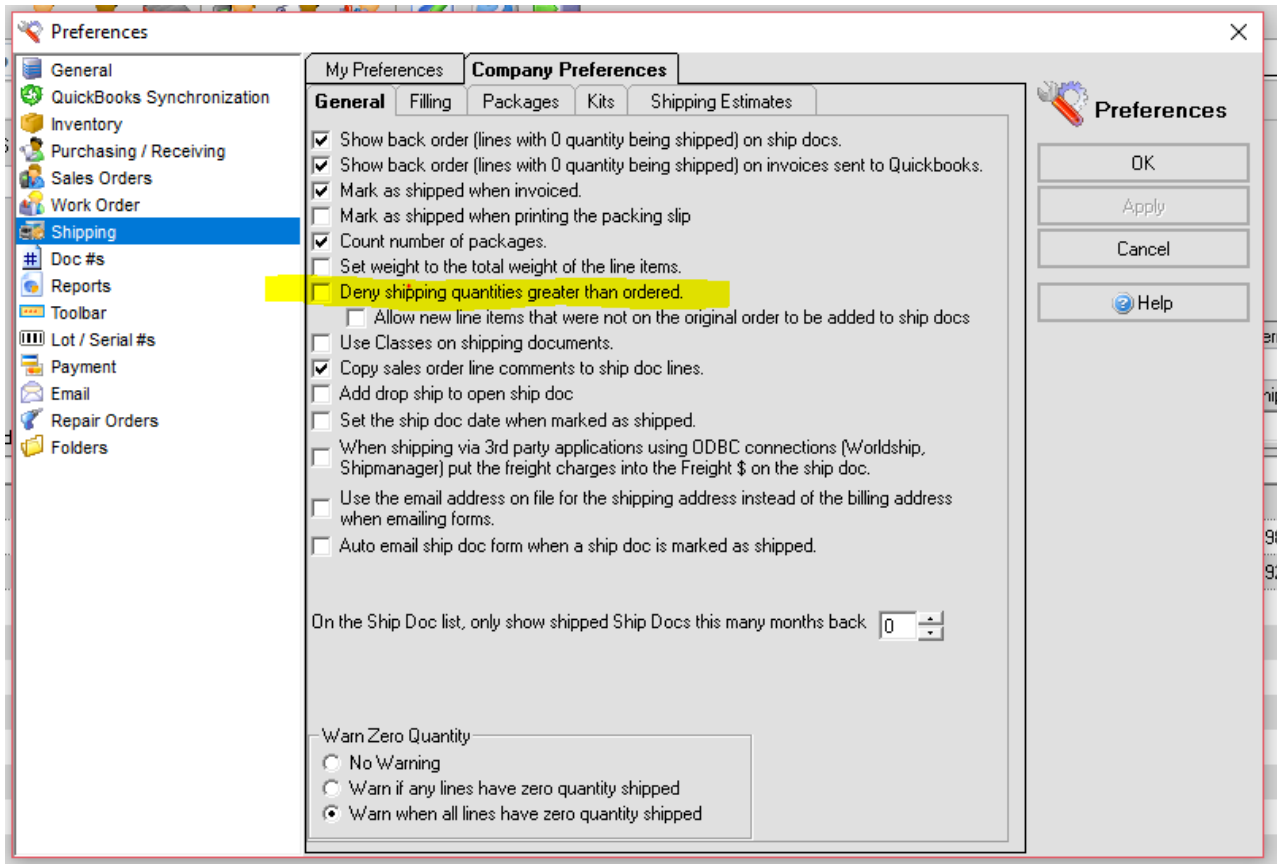 Preferences
General
QuickBooks Synchronization
Inventory
Purchasing / Receiving
Sales Orders
Work Order
Shipping
Doc #s
Reports
Toolbar
Lot / Serial #s
Payment
Email
Repair Orders
Folders
My Preferences
Company Preferences
General
Filling
Packages
Kits
Shipping Estimates
Show back order (lines with 0 quantity being shipped) on ship docs.
Show back order (lines with 0 quantity being shipped) on invoices sent to Quickbooks.
Mark as shipped when invoiced.
Mark as shipped when printing the packing slip
Count number of packages.
Set weight to the total weight of the line items.
Deny shipping quantities greater than ordered.
Allow new line items that were not on the original order to be added to ship docs
Use Classes on shipping documents.
Copy sales order line comments to ship doc lines.
Add drop ship to open ship doc
Set the ship doc date when marked as shipped.
When shipping via 3rd party applications using ODBC connections (Worldship,
Shipmanager) put the freight charges into the Freight $ on the ship doc.
Use the email address on file for the shipping address instead of the billing address
when emailing forms.
Auto email ship doc form when a ship doc is marked as shipped.
On the Ship Doc list, only show shipped Ship Docs this many months back 0
Warn Zero Quantity
No Warning
Warn if any lines have zero quantity shipped
Warn when all lines have zero quantity shipped
Preferences
OK
Apply
Cancel
Help